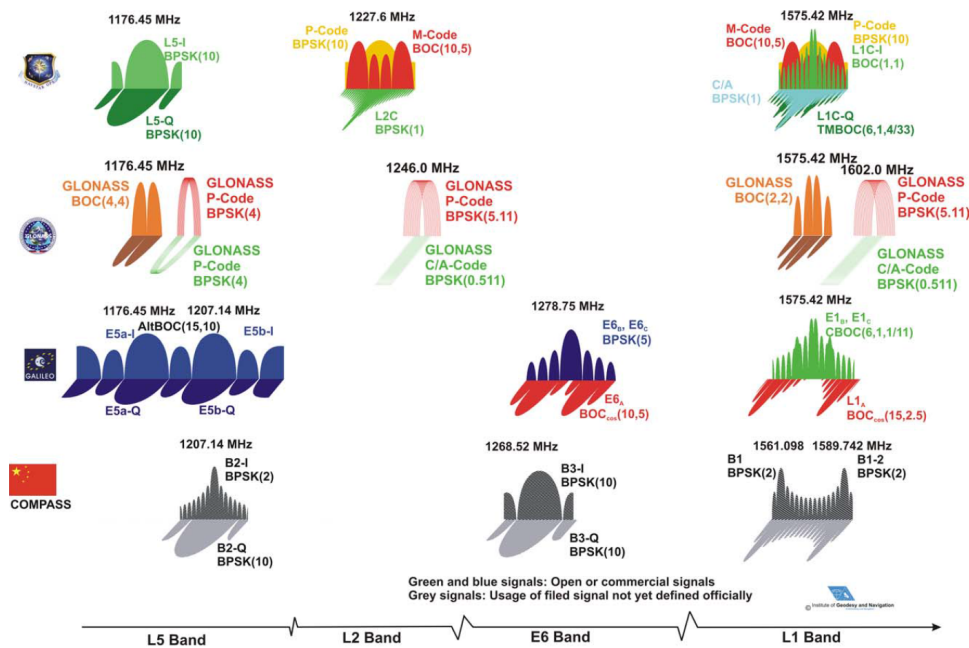 1176.45 MHz
L5-I
BPSK(10)
L5-Q
BPSK(10)
1227.6 MHz
P-Code
BPSK(10)
M-Code
BOC(10,5)
L2C
BPSK(1)
1575.42 MHz
M-Code
BOC(10,5)
P-Code
BPSK(10)
L1C-I
BOC(1,1)
C/A
BPSK(1)
L1C-Q
TMBOC(6,1,4/33)
1176.45 MHz
GLONASS
BOC(4,4)
GLONASS
P-Code
BPSK(4)
GLONASS
P-Code
BPSK(4)
1246.0 MHz
GLONASS
P-Code
BPSK(5.11)
GLONASS
C/A-Code
BPSK(0.511)
1575.42 MHz
1602.0 MHz
GLONASS
BOC(2,2)
GLONASS
P-Code
BPSK(5.11)
GLONASS
C/A-Code
BPSK(0.511)
GLONASS
1176.45 MHz
1207.14 MHz
AltBOC(15,10)
E5a-I
E5b-I
E5a-Q
E5b-Q
1278.75 MHz
E6B, E6C
BPSK(5)
E6A
BOCcos(10,5)
1575.42 MHz
E1B, E1C
CBOC(6,1,1/11)
L1A
BOCcos(15,2.5)
GALILEO
1207.14 MHz
B2-I
BPSK(2)
B2-Q
BPSK(10)
1268.52 MHz
B3-I
BPSK(10)
B3-Q
BPSK(10)
1561.098
1589.742 MHz
B1
BPSK(2)
B1-2
BPSK(2)
COMPASS
Green and blue signals: Open or commercial signals
Grey signals: Usage of filed signal not yet defined officially
© Institute of Geodesy and Navigation
L5 Band
L2 Band
E6 Band
L1 Band